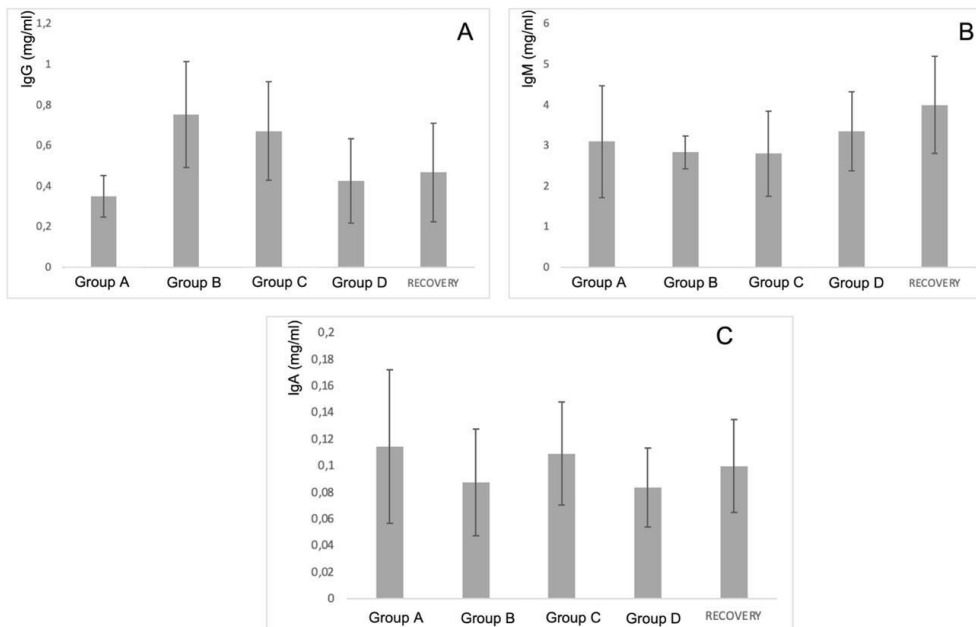 A
IgG (mg/ml)
1,2
1
0,8
0,6
0,4
0,2
0
Group A Group B Group C Group D RECOVERY
B
IgM (mg/ml)
6
5
4
3
2
1
0
Group A Group B Group C Group D RECOVERY
C
IgA (mg/ml)
0,2
0,18
0,16
0,14
0,12
0,1
0,08
0,06
0,04
0,02
0
Group A Group B Group C Group D RECOVERY